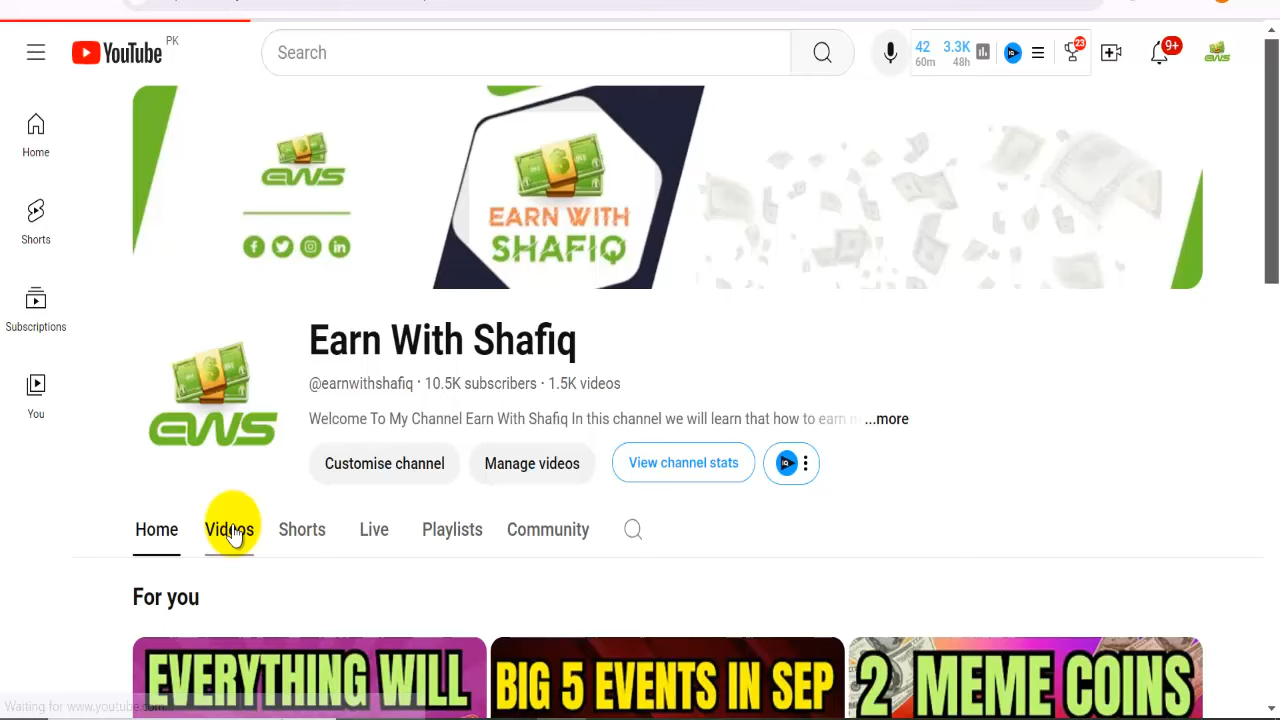 YouTube PK
Search
42 3.3K 23 9+
60m 48h
Home
Shorts
Subscriptions
You
EWS
EARN WITH
SHAFIQ
EWS
Earn With Shafiq
@earnwithshafiq · 10.5K subscribers · 1.5K videos
Welcome To My Channel Earn With Shafiq In this channel we will learn that how to earn ...more
Customise channel Manage videos View channel stats
Home Videos Shorts Live Playlists Community
For you
EVERYTHING WILL BIG 5 EVENTS IN SEP 2 MEME COINS
Waiting for www.youtube.com...